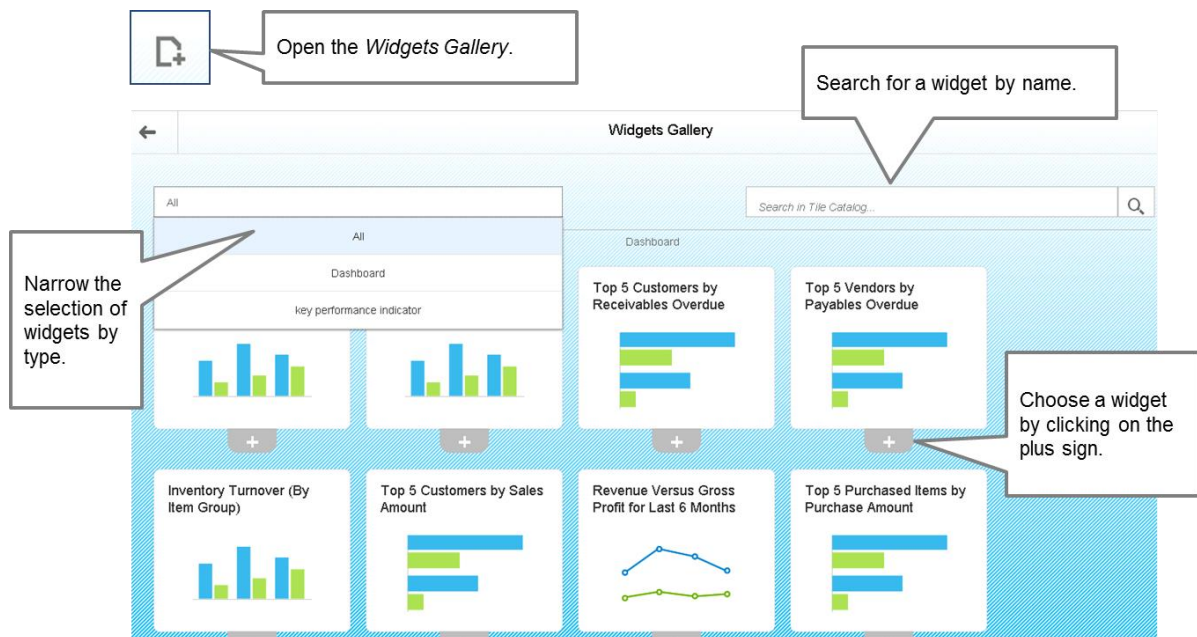 Open the Widgets Gallery.
Search for a widget by name.
Widgets Gallery
All
Search in Tile Catalog...
All
Dashboard
Dashboard
key performance indicator
Narrow the
selection of
widgets by
type.
Top 5 Customers by
Receivables Overdue
Top 5 Vendors by
Payables Overdue
Choose a widget
by clicking on the
plus sign.
Inventory Turnover (By
Item Group)
Top 5 Customers by Sales
Amount
Revenue Versus Gross
Profit for Last 6 Months
Top 5 Purchased Items by
Purchase Amount